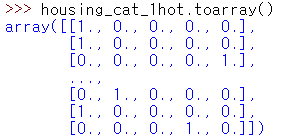 >>> housing_cat_1hot.toarray()
array([[1., 0., 0., 0., 0.],
[1., 0., 0., 0., 0.],
[0., 0., 0., 0., 1.],
...,
[0., 1., 0., 0., 0.],
[1., 0., 0., 0., 0.],
[0., 0., 0., 1., 0.]])